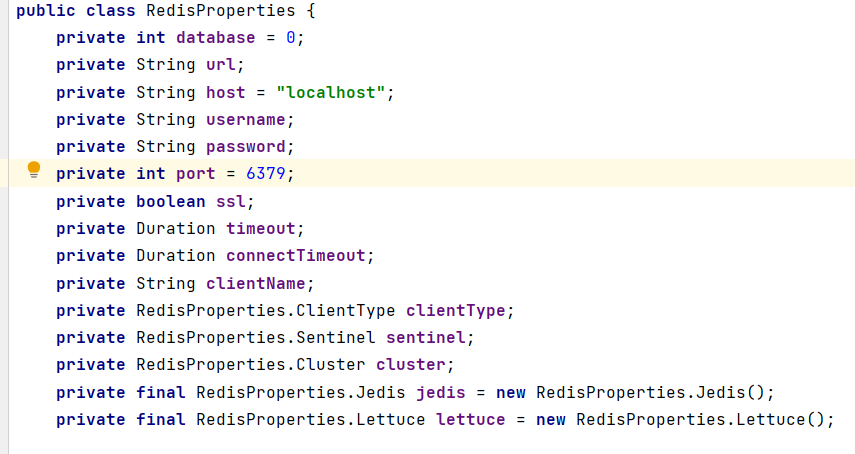 public class RedisProperties {
    private int database = 0;
    private String url;
    private String host = "localhost";
    private String username;
    private String password;
    private int port = 6379;
    private boolean ssl;
    private Duration timeout;
    private Duration connectTimeout;
    private String clientName;
    private RedisProperties.ClientType clientType;
    private RedisProperties.Sentinel sentinel;
    private RedisProperties.Cluster cluster;
    private final RedisProperties.Jedis jedis = new RedisProperties.Jedis();
    private final RedisProperties.Lettuce lettuce = new RedisProperties.Lettuce();